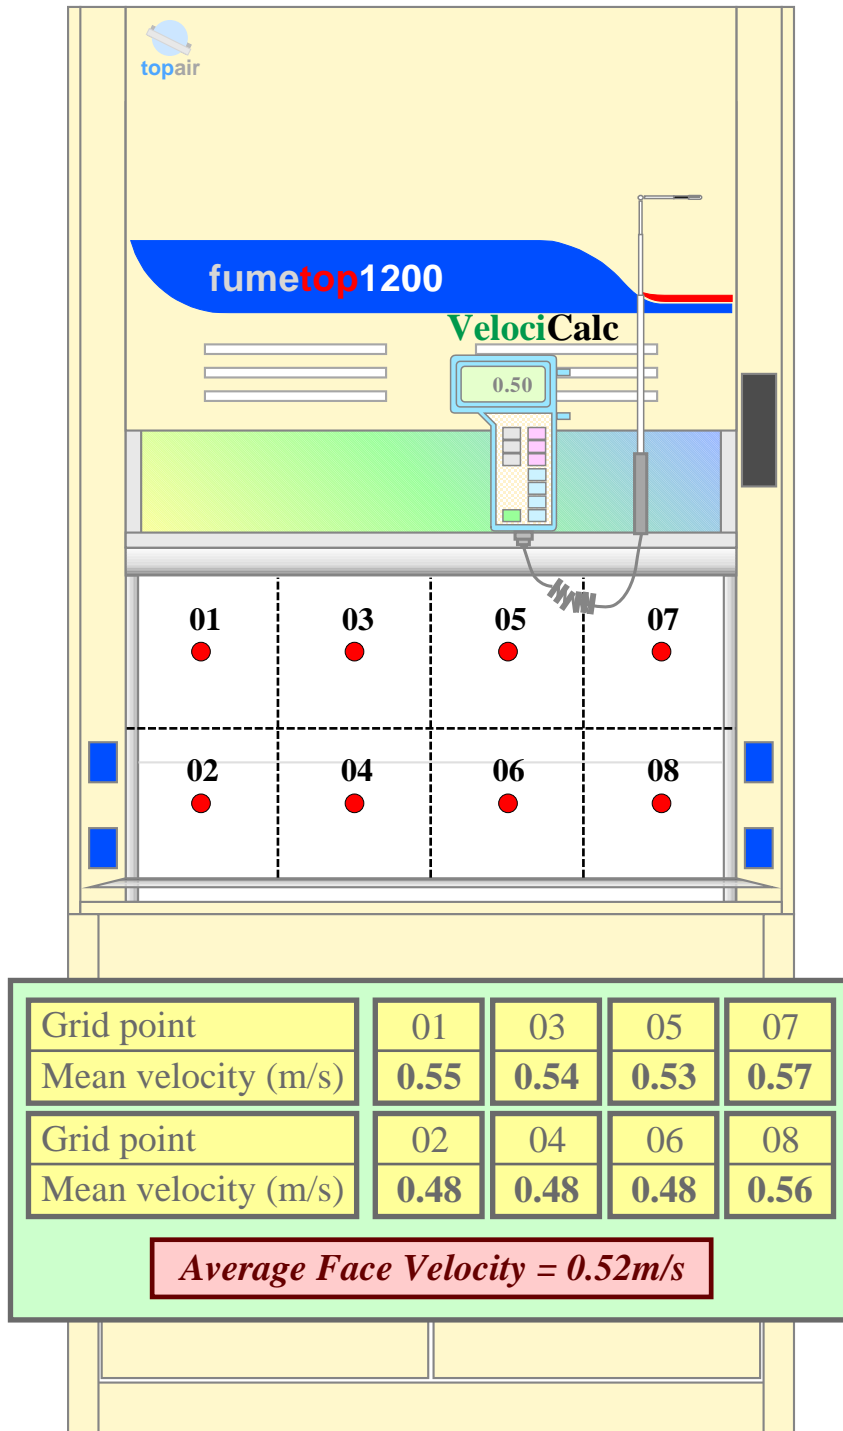 topair
fumetop1200
VelociCalc
0.50
01 03 05 07
02 04 06 08
Grid point 01 03 05 07
Mean velocity (m/s) 0.55 0.54 0.53 0.57
Grid point 02 04 06 08
Mean velocity (m/s) 0.48 0.48 0.48 0.56
Average Face Velocity = 0.52m/s